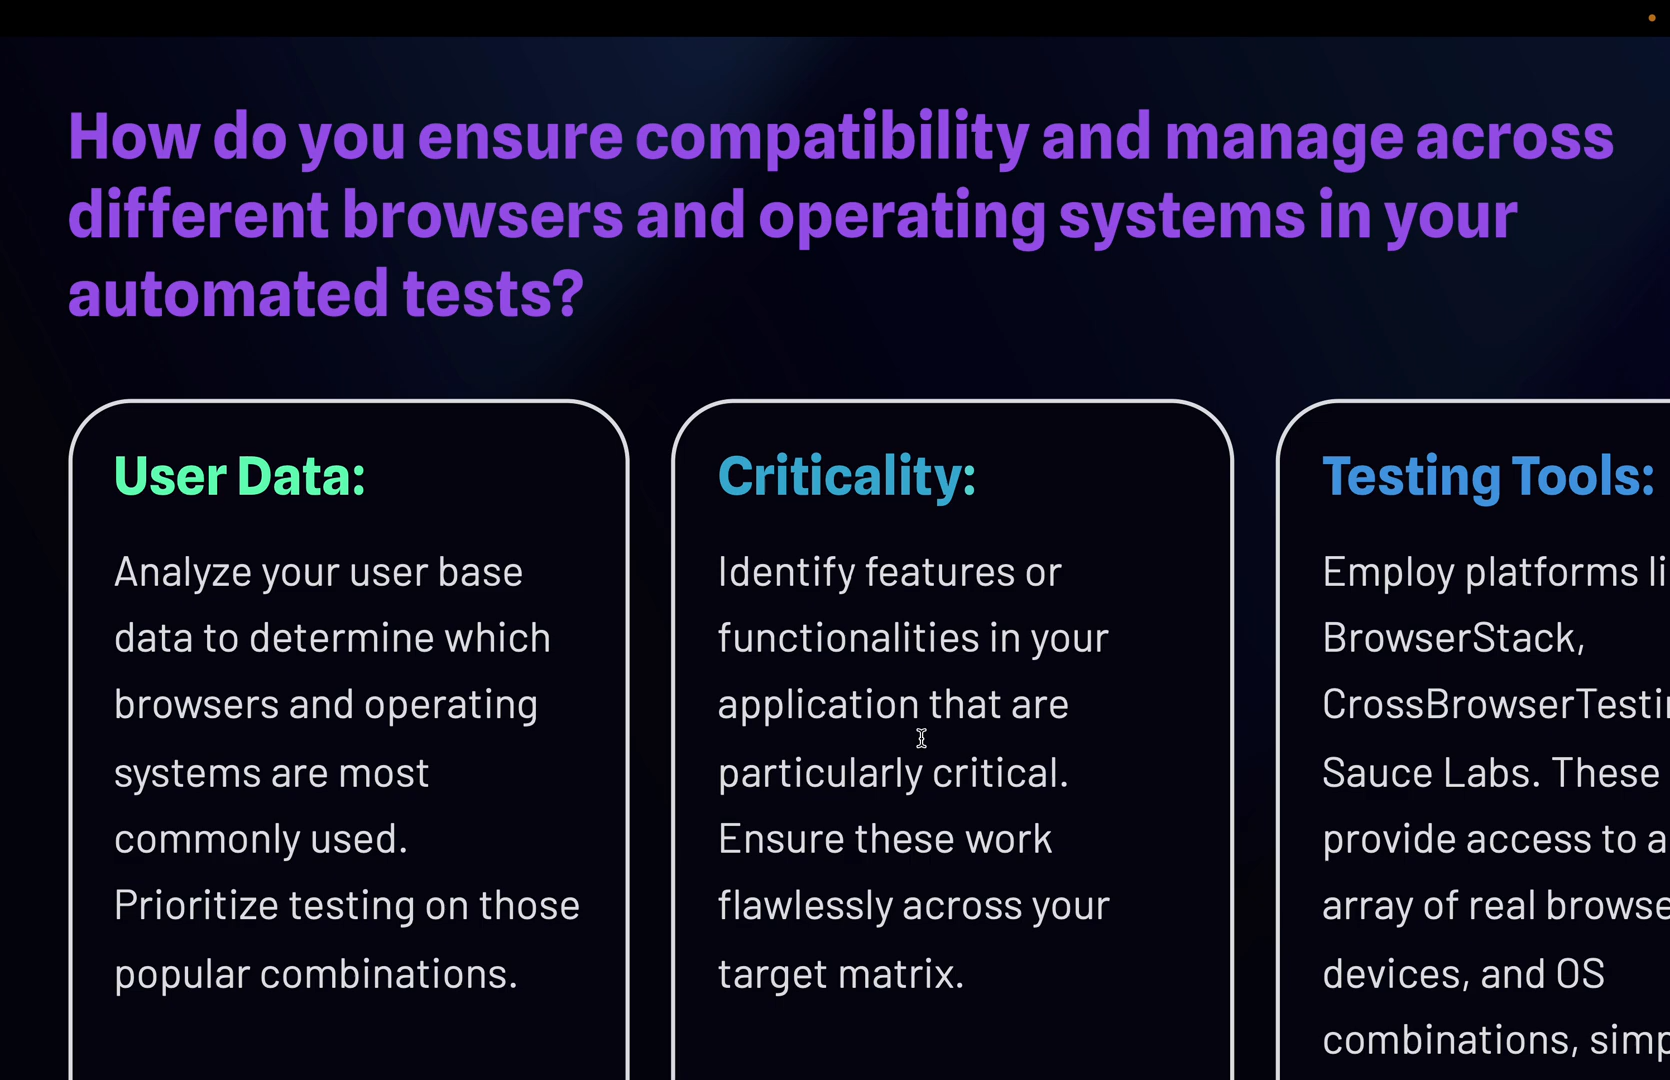 How do you ensure compatibility and manage across
different browsers and operating systems in your
automated tests?
User Data:
Analyze your user base
data to determine which
browsers and operating
systems are most
commonly used.
Prioritize testing on those
popular combinations.
Criticality:
Identify features or
functionalities in your
application that are
particularly critical.
Ensure these work
flawlessly across your
target matrix.
Testing Tools:
Employ platforms
BrowserStack,
Sauce Labs. These
provide access to
array of real
devices, and OS
combinations,